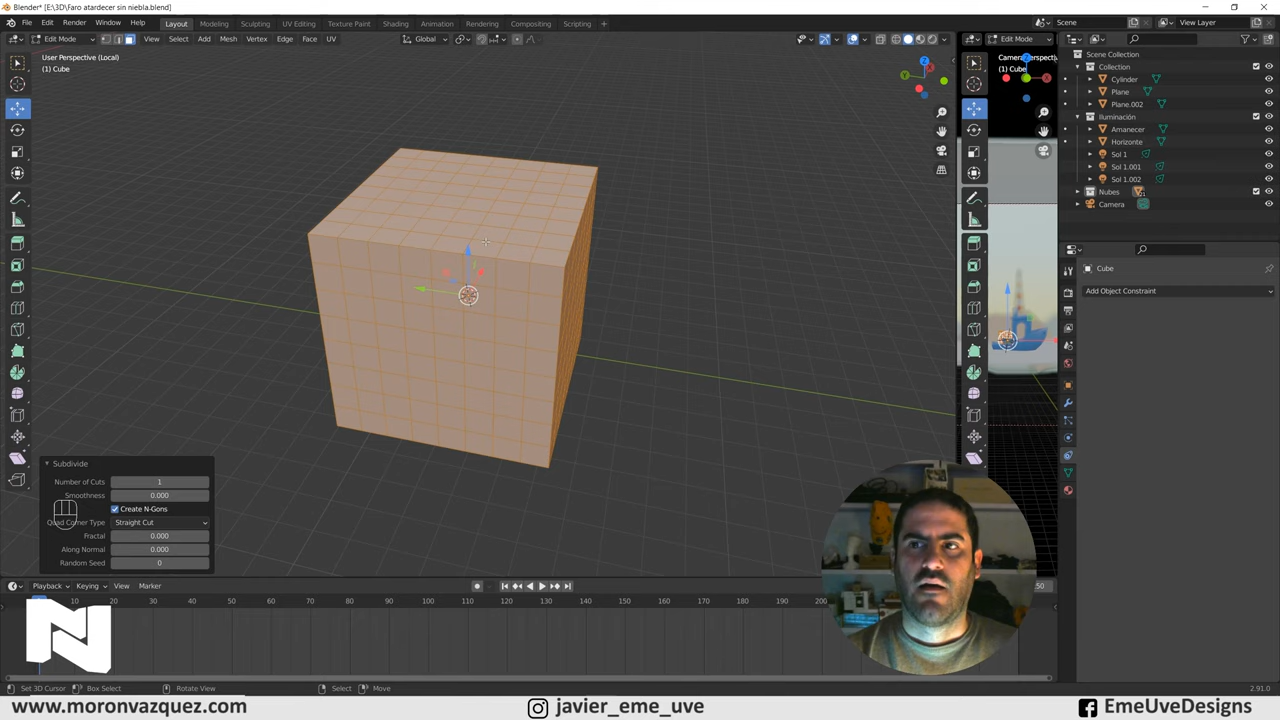 Blender* [E:\3D\Faro atardecer sin niebla.blend]
File Edit Render Window Help Layout Modeling Sculpting UV Editing Texture Paint Shading Animation Rendering Compositing Scripting + Scene View Layer
Edit Mode View Select Add Mesh Vertex Edge Face UV Global Edit Mode
User Perspective (Local)
(1) Cube
Camera Perspecti
(1) Cube
Scene Collection
Collection
Cylinder
Plane
Plane.002
Iluminación
Amanecer
Horizonte
Sol 1
Sol 1.001
Sol 1.002
Nubes
Camera
Cube
Add Object Constraint
Subdivide
Number of Cuts 1
Smoothness 0.000
Create N-Gons
Quad Corner Type Straight Cut
Fractal 0.000
Along Normal 0.000
Random Seed 0
Playback Keying View Marker
10 20 30 40 50 60 70 80 90 100 110 120 130 140 150 160 170 180 190 200
N
Set 3D Cursor Box Select Rotate View Select Move 2.91.0
www.moronvazquez.com javier_eme_uve EmeUveDesigns